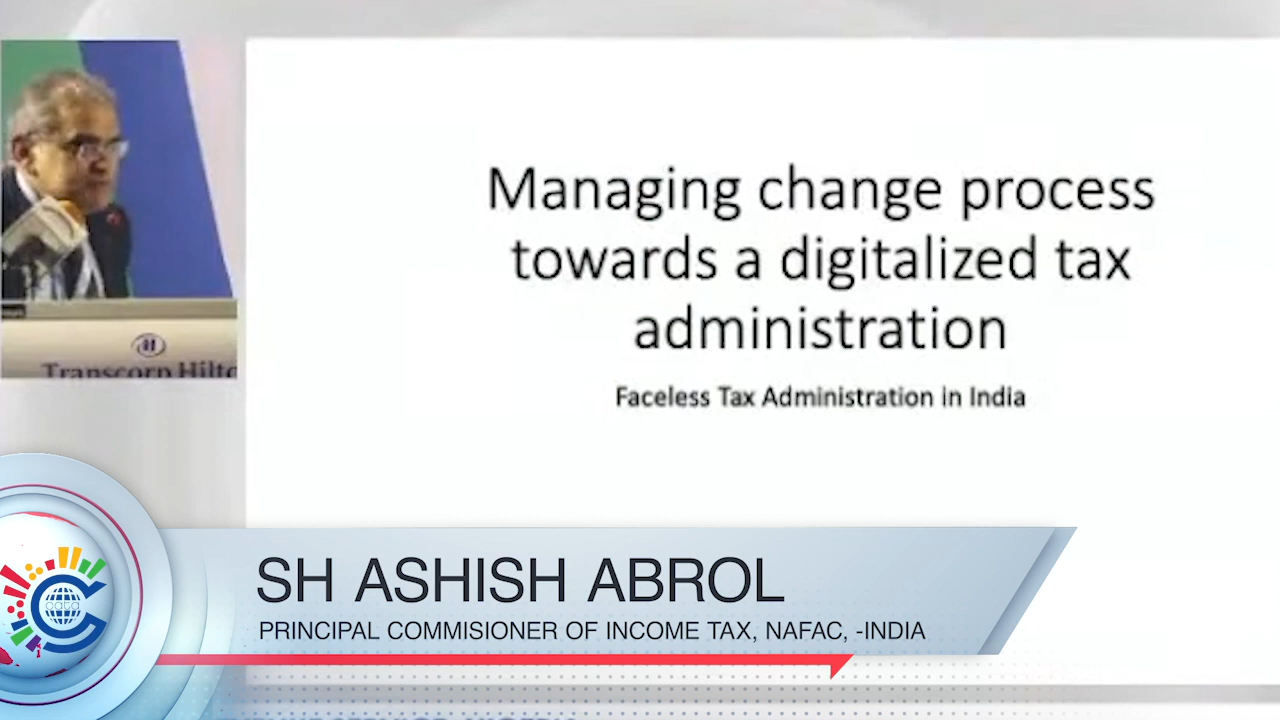 Managing change process
towards a digitalized tax
administration
Faceless Tax Administration in India
Transcorp
SH ASHISH ABROL
PRINCIPAL COMMISIONER OF INCOME TAX, NAFAC, -INDIA